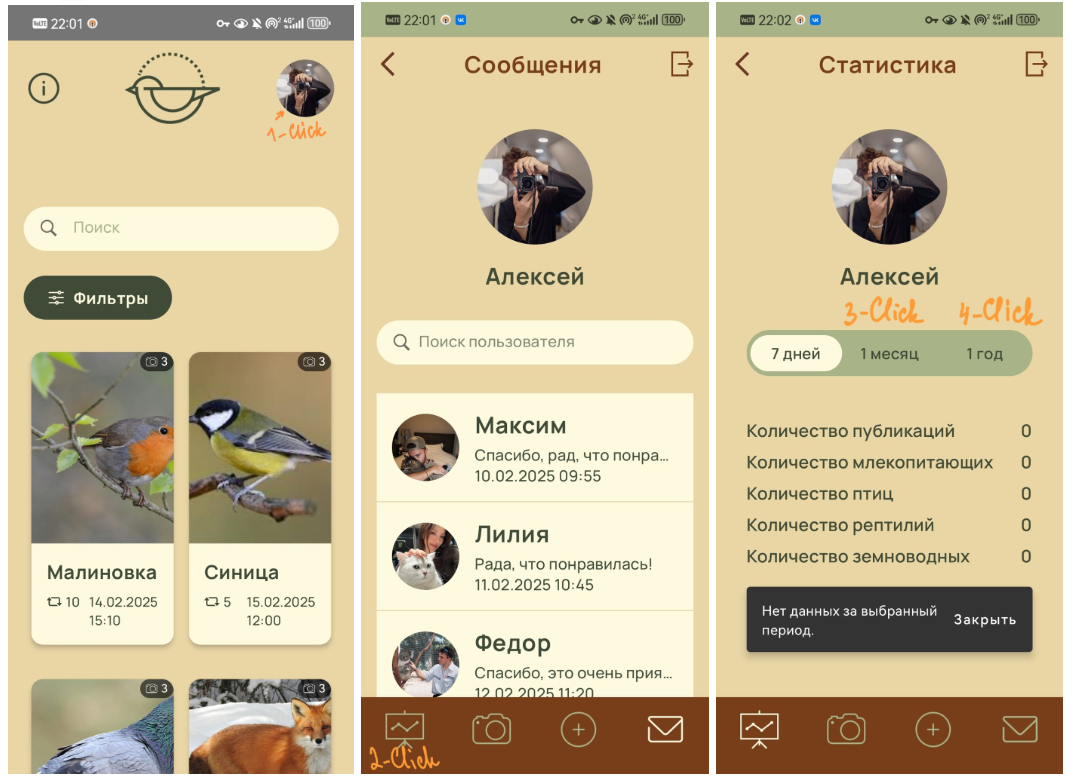 VoLTE 22:01
4G+ 100
1-Click
Поиск
Фильтры
3
3
Малиновка
10 14.02.2025
15:10
Синица
5 15.02.2025
12:00
3
3
VoLTE 22:01
4G+ 100
Сообщения
Алексей
Поиск пользователя
Максим
Спасибо, рад, что понра...
10.02.2025 09:55
Лилия
Рада, что понравилась!
11.02.2025 10:45
Федор
Спасибо, это очень прия...
12.02.2025 11:20
2-Click
VoLTE 22:02
4G+ 100
Статистика
Алексей
3-Click 4-Click
7 дней 1 месяц 1 год
Количество публикаций 0
Количество млекопитающих 0
Количество птиц 0
Количество рептилий 0
Количество земноводных 0
Нет данных за выбранный
период.
Закрыть